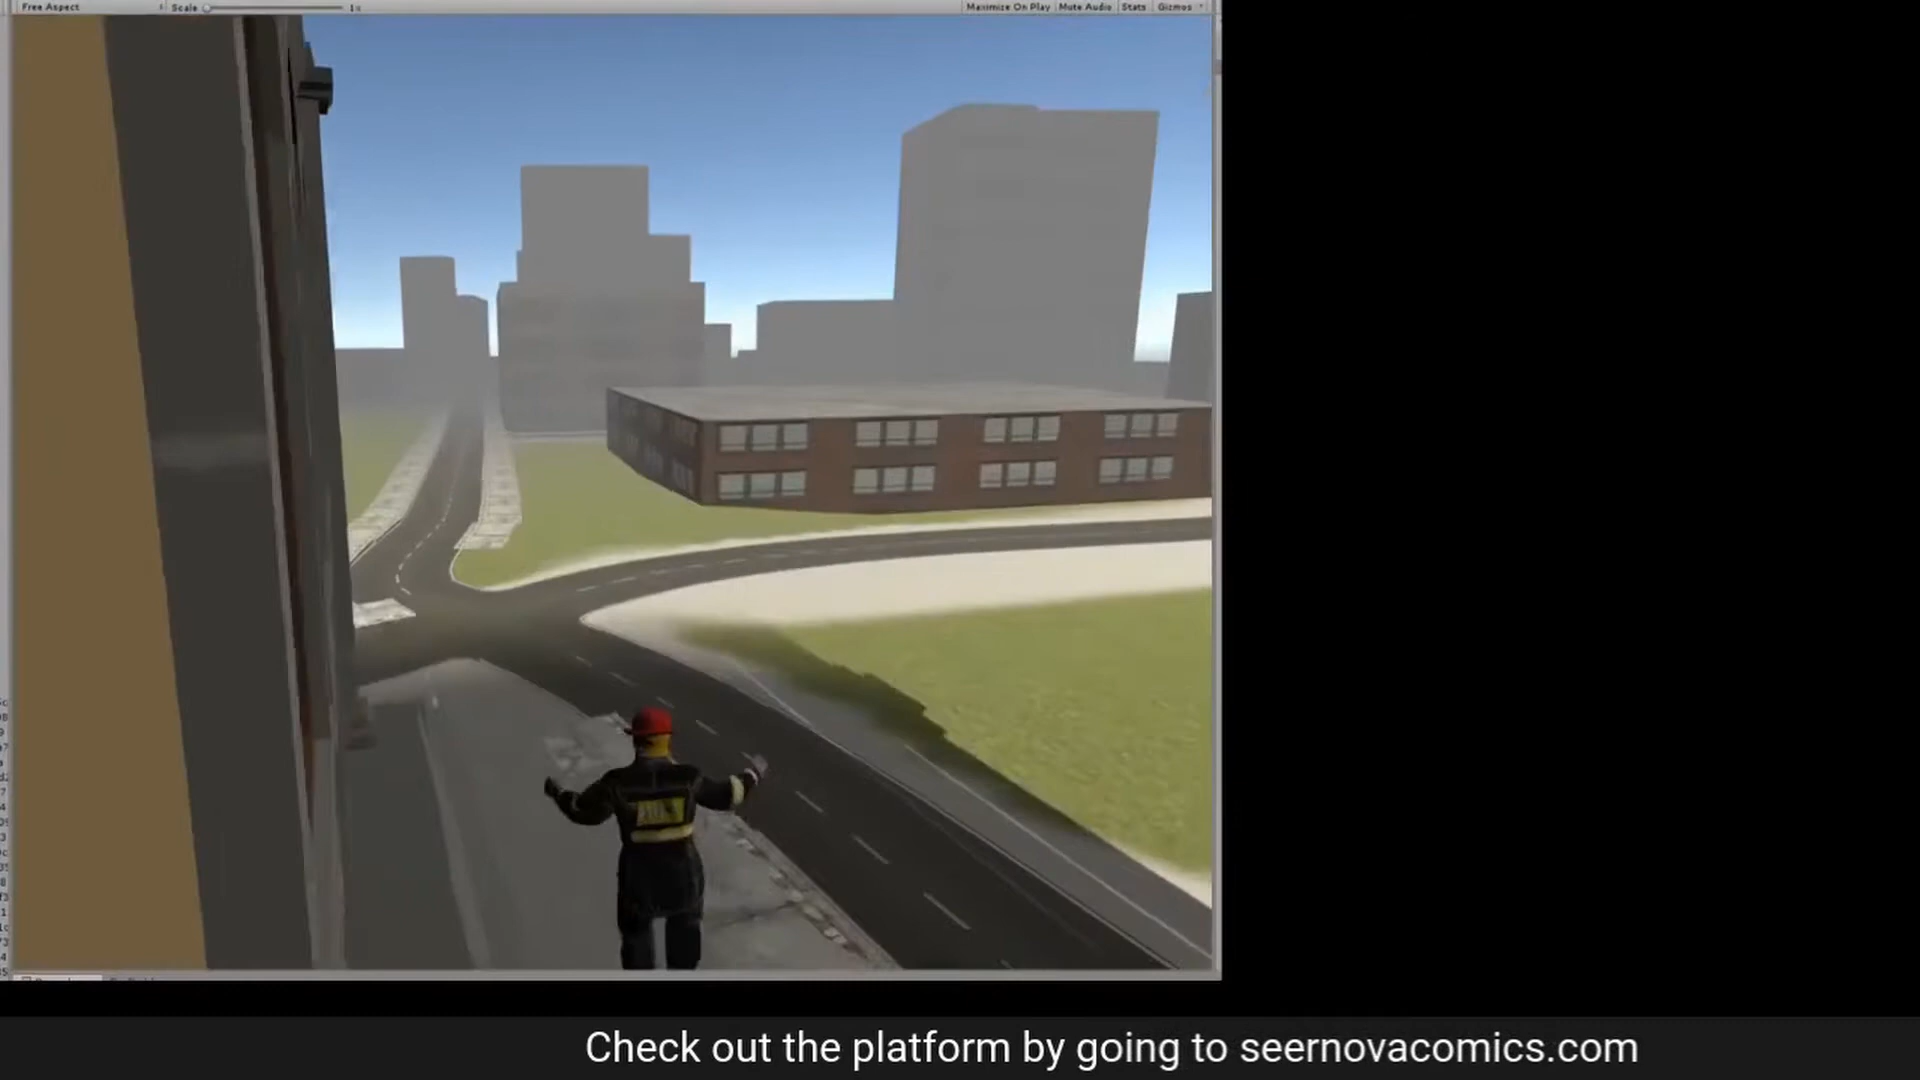 Free Aspect
Scale
1x
Maximize On Play
Mute Audio
Stats
Gizmos
Check out the platform by going to seernovacomics.com